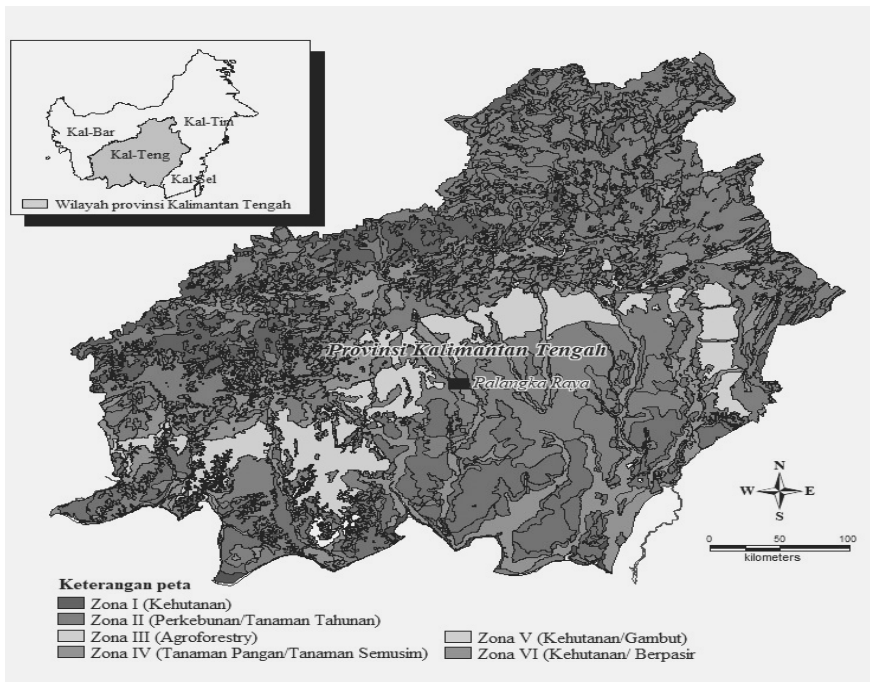 Kal-Bar
Kal-Tim
Kal-Teng
Kal-Sel
Wilayah provinsi Kalimantan Tengah
Provinsi Kalimantan Tengah
Palangka Raya
N
W E
S
0 50 100
kilometers
Keterangan peta
Zona I (Kehutanan)
Zona II (Perkebunan/Tanaman Tahunan)
Zona III (Agroforestry)
Zona IV (Tanaman Pangan/Tanaman Semusim)
Zona V (Kehutanan/Gambut)
Zona VI (Kehutanan/ Berpasir